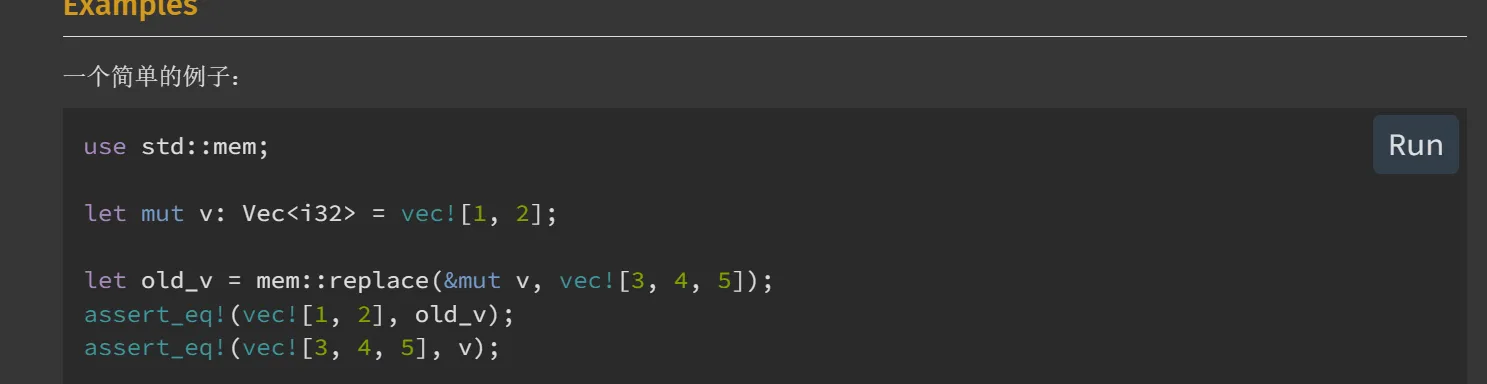 Examples
一个简单的例子：
Run
use std::mem;
let mut v: Vec<i32> = vec![1, 2];
let old_v = mem::replace(&mut v, vec![3, 4, 5]);
assert_eq!(vec![1, 2], old_v);
assert_eq!(vec![3, 4, 5], v);